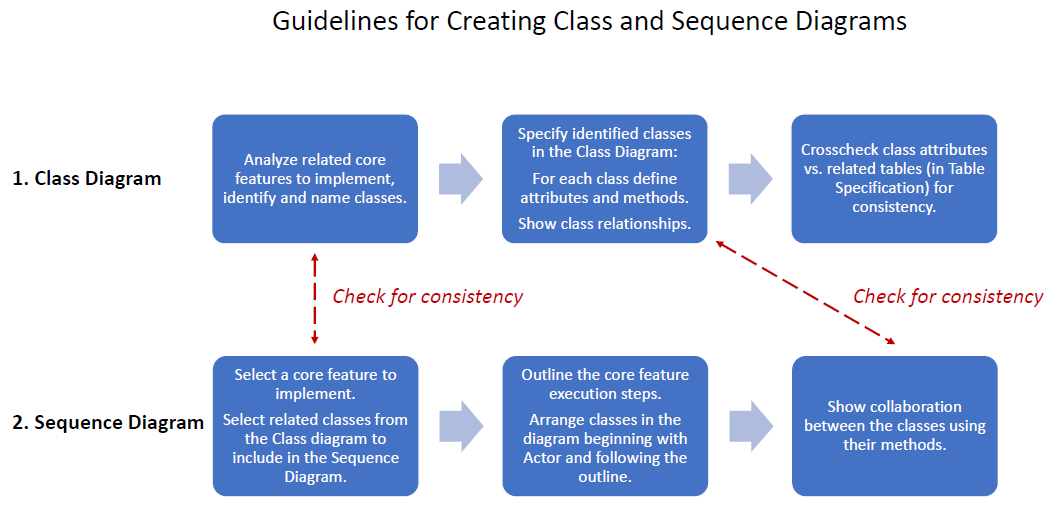 Guidelines for Creating Class and Sequence Diagrams
1. Class Diagram
Analyze related core
features to implement,
identify and name classes.
Specify identified classes
in the Class Diagram:
For each class define
attributes and methods.
Show class relationships.
Crosscheck class attributes
vs. related tables (in Table
Specification) for
consistency.
Check for consistency
Check for consistency
2. Sequence Diagram
Select a core feature to
implement.
Select related classes from
the Class diagram to
include in the Sequence
Diagram.
Outline the core feature
execution steps.
Arrange classes in the
diagram beginning with
Actor and following the
outline.
Show collaboration
between the classes using
their methods.